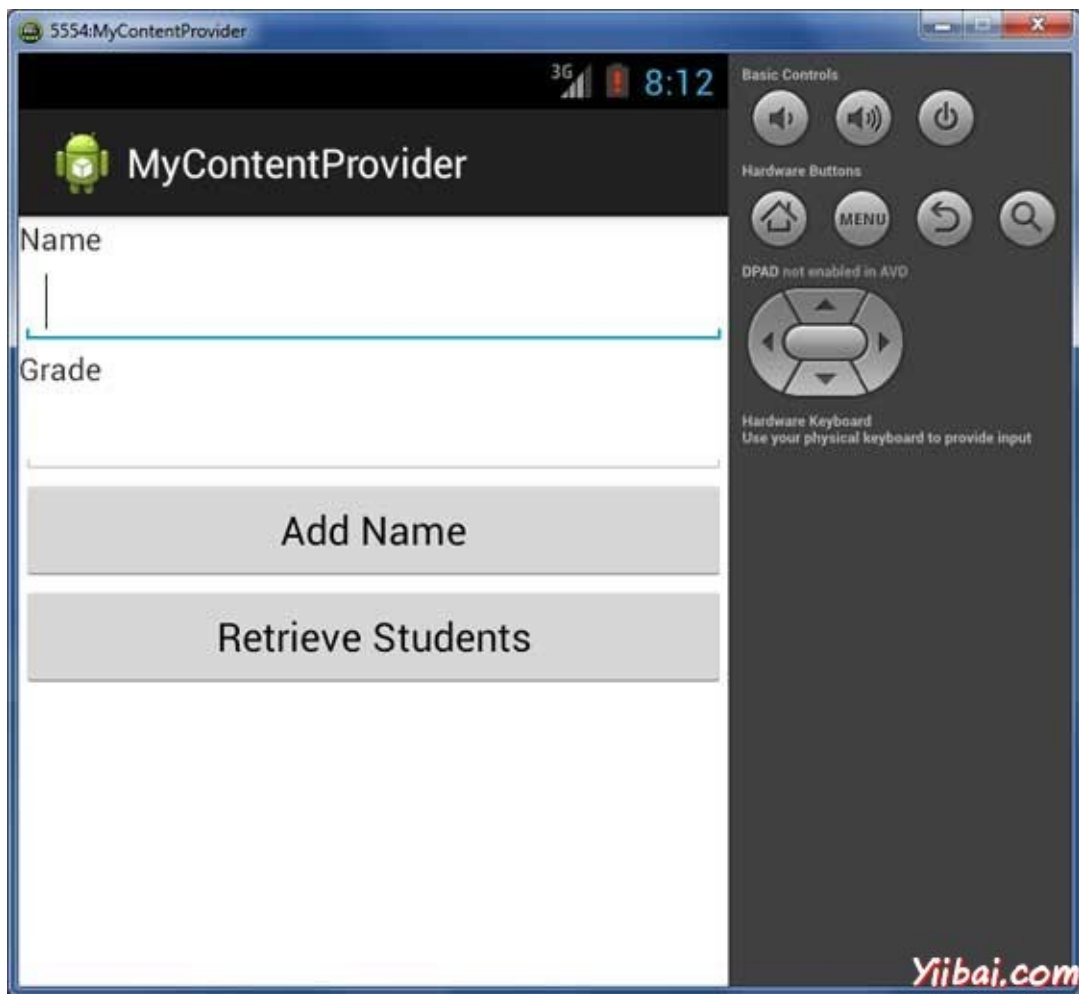 5554:MyContentProvider
3G 8:12
MyContentProvider
Name
Grade
Add Name
Retrieve Students
Basic Controls
Hardware Buttons
MENU
DPAD not enabled in AVD
Hardware Keyboard
Use your physical keyboard to provide input
Yiibai.com